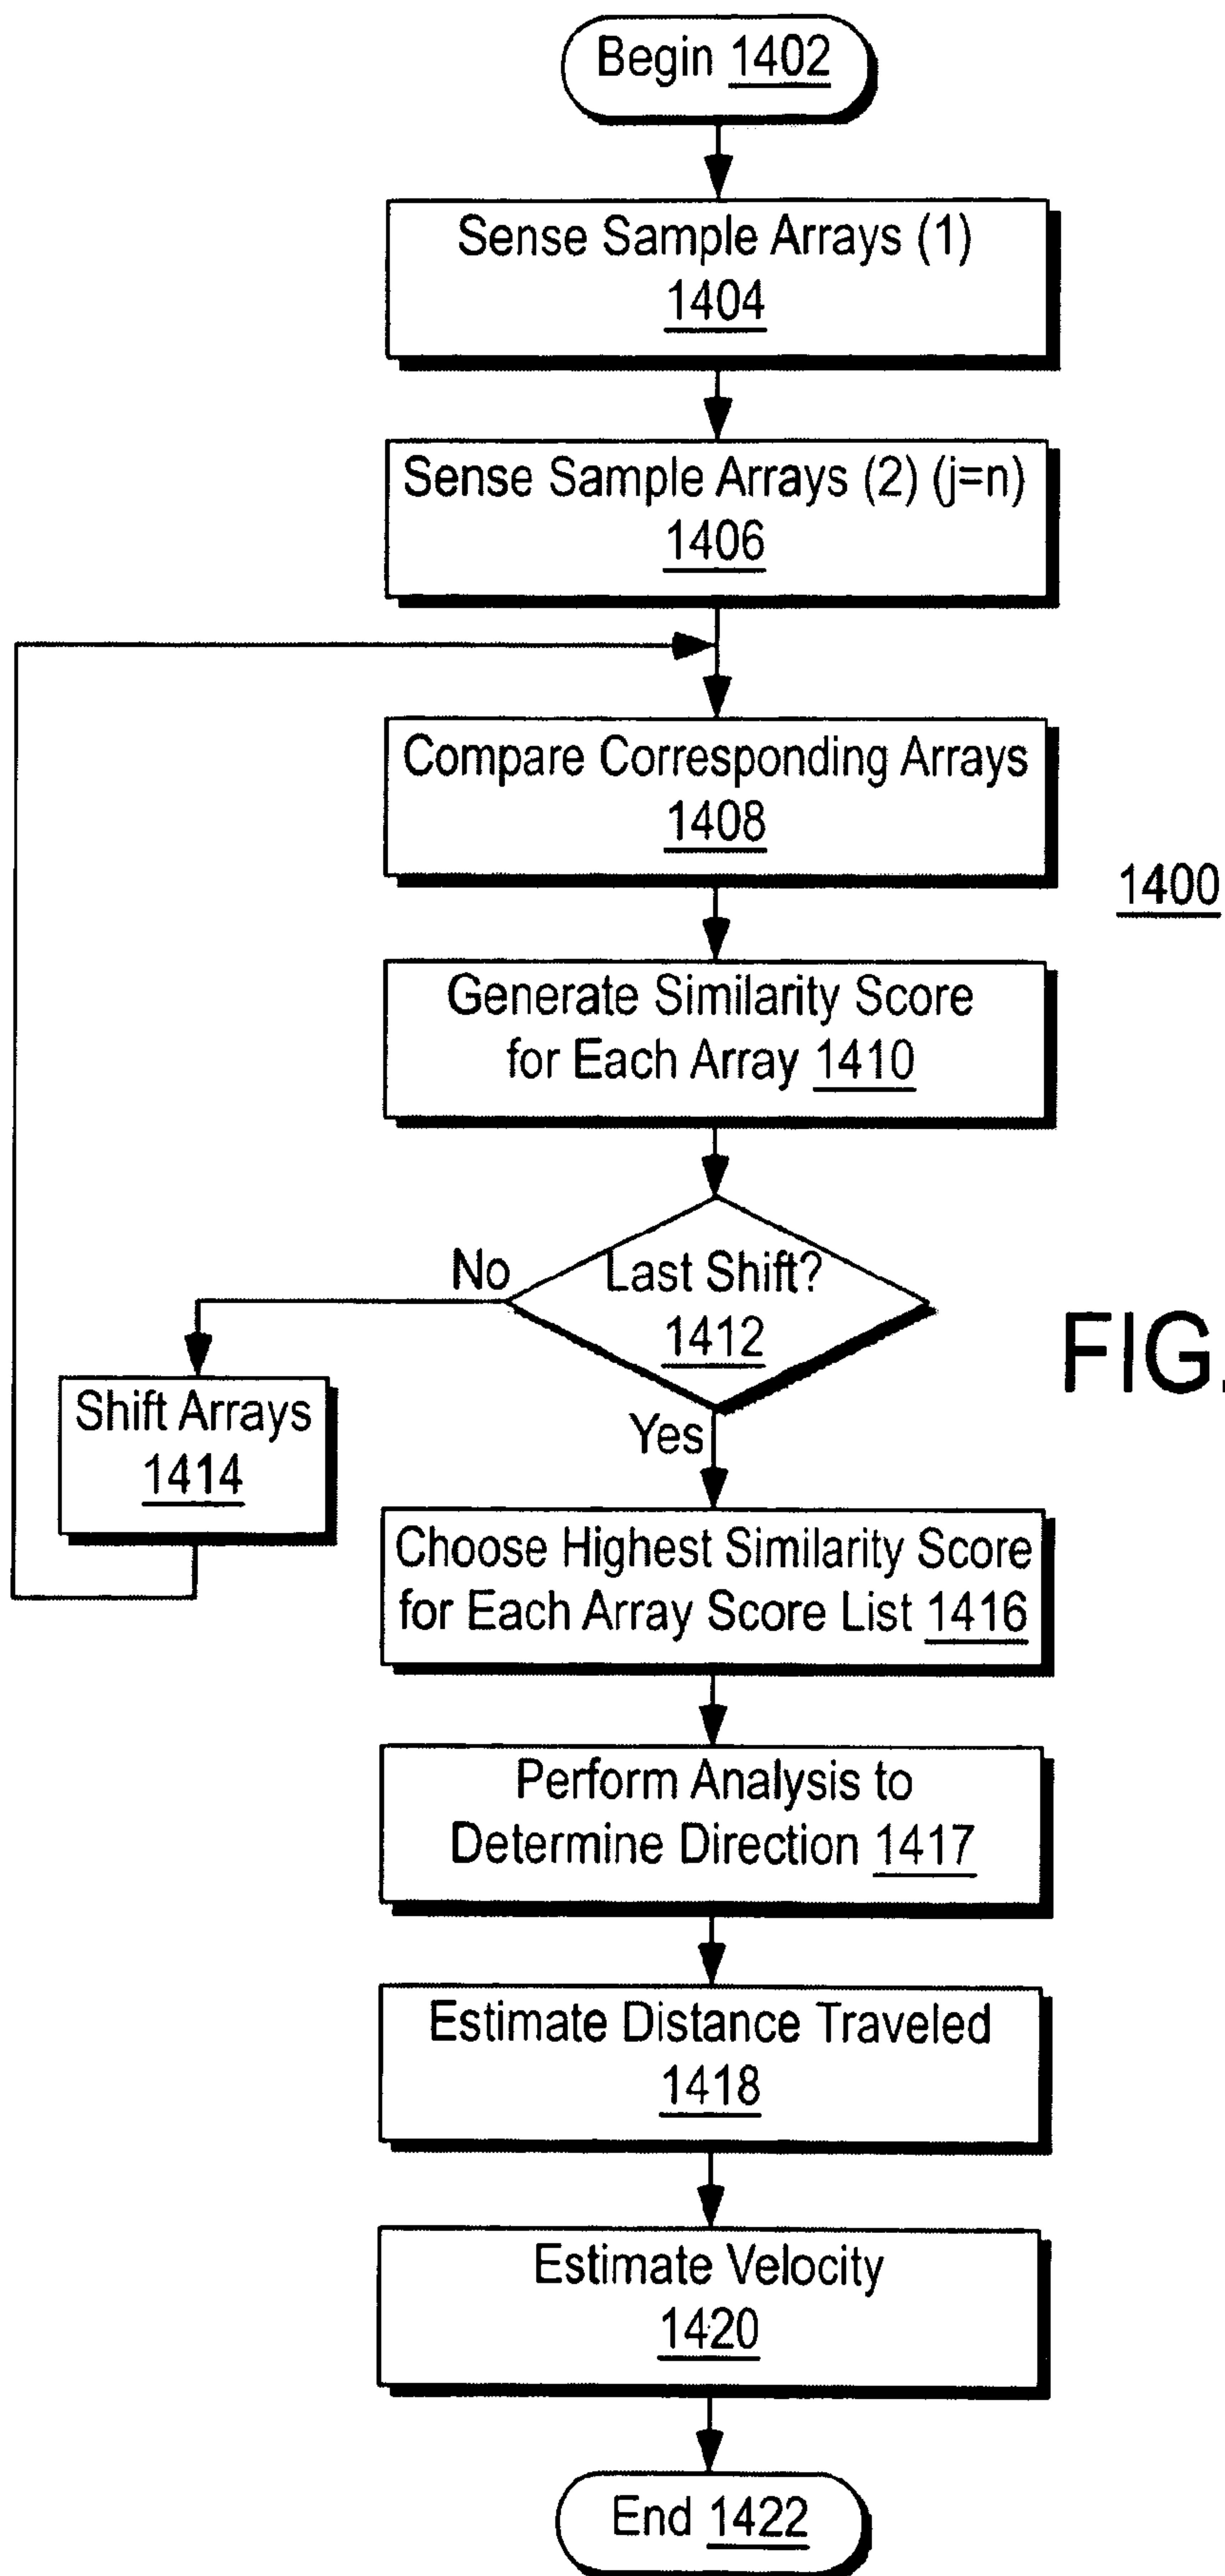 Begin 1402
Sense Sample Arrays (1)
1404
Sense Sample Arrays (2) (j=n)
1406
Compare Corresponding Arrays
1408
1400
Generate Similarity Score
for Each Array 1410
No
Last Shift?
1412
FIG.
Shift Arrays
1414
Yes
Choose Highest Similarity Score
for Each Array Score List 1416
Perform Analysis to
Determine Direction 1417
Estimate Distance Traveled
1418
Estimate Velocity
1420
End 1422